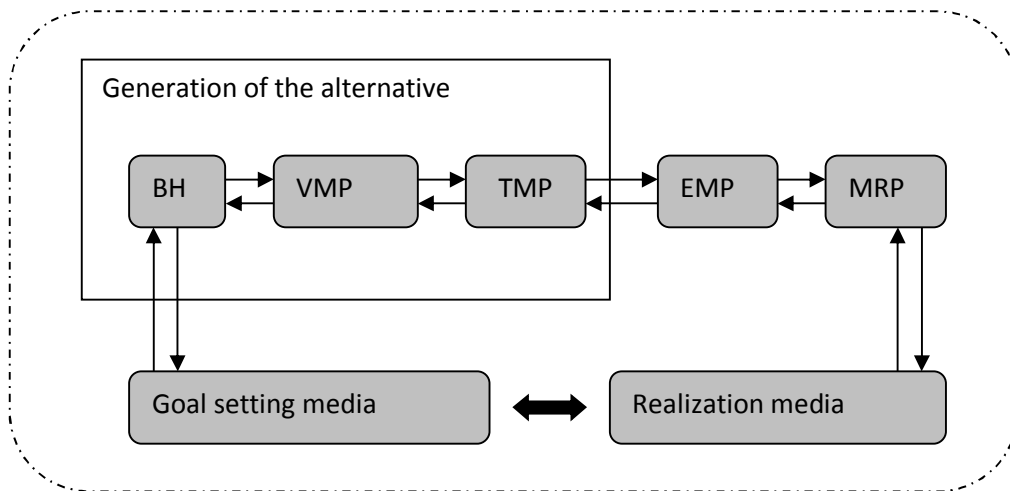 Generation of the alternative
BH
VMP
TMP
EMP
MRP
Goal setting media
Realization media